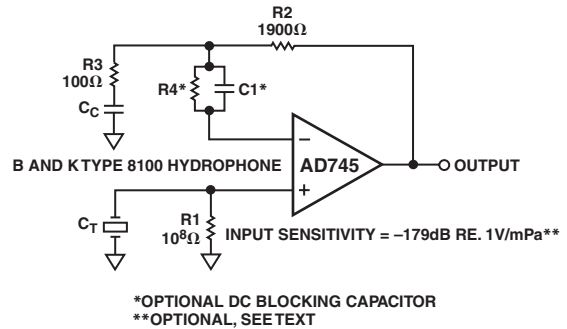 R2
1900Ω
R3
100Ω
R4*
C1*
CC
B AND K TYPE 8100 HYDROPHONE
AD745
OUTPUT
CT
R1
10⁸Ω
INPUT SENSITIVITY = –179dB RE. 1V/mPa**
*OPTIONAL DC BLOCKING CAPACITOR
**OPTIONAL, SEE TEXT